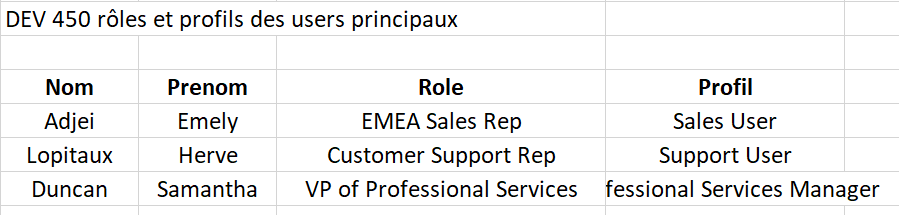 DEV 450 rôles et profils des users principaux
Nom Prenom Role Profil
Adjei Emely EMEA Sales Rep Sales User
Lopitaux Herve Customer Support Rep Support User
Duncan Samantha VP of Professional Services fessional Services Manager